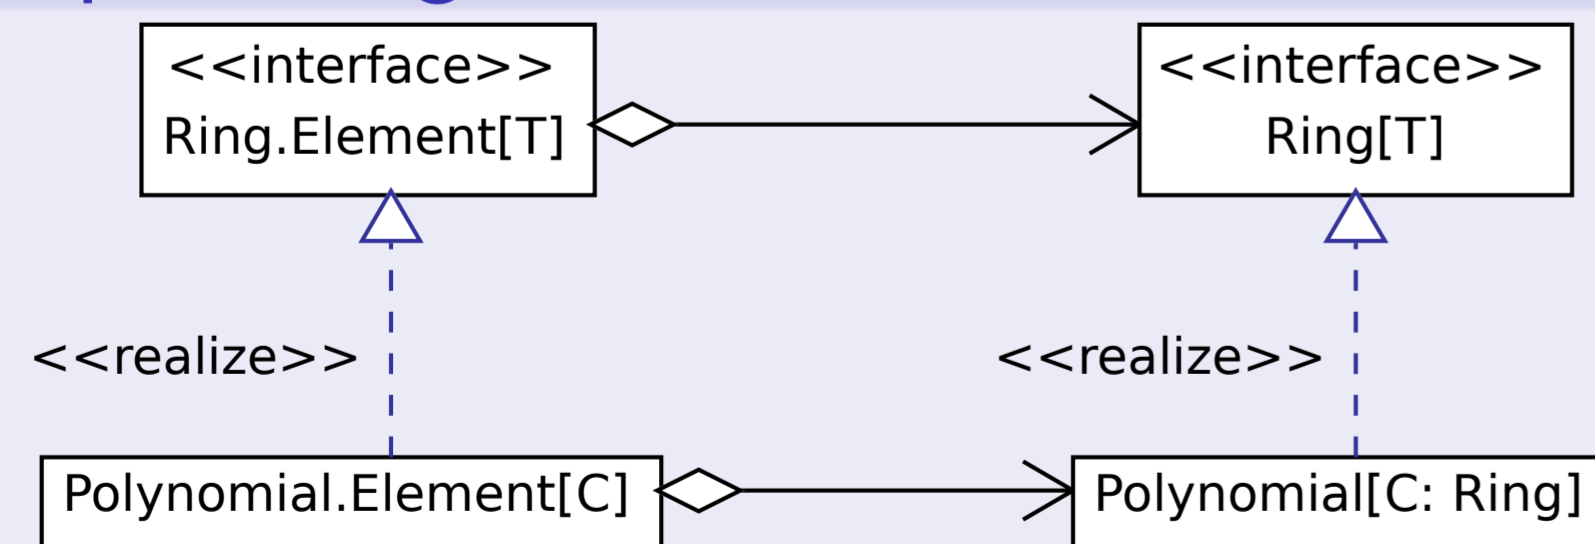 <<interface>>
Ring.Element[T]
<<interface>>
Ring[T]
<<realize>>
<<realize>>
Polynomial.Element[C]
Polynomial[C: Ring]